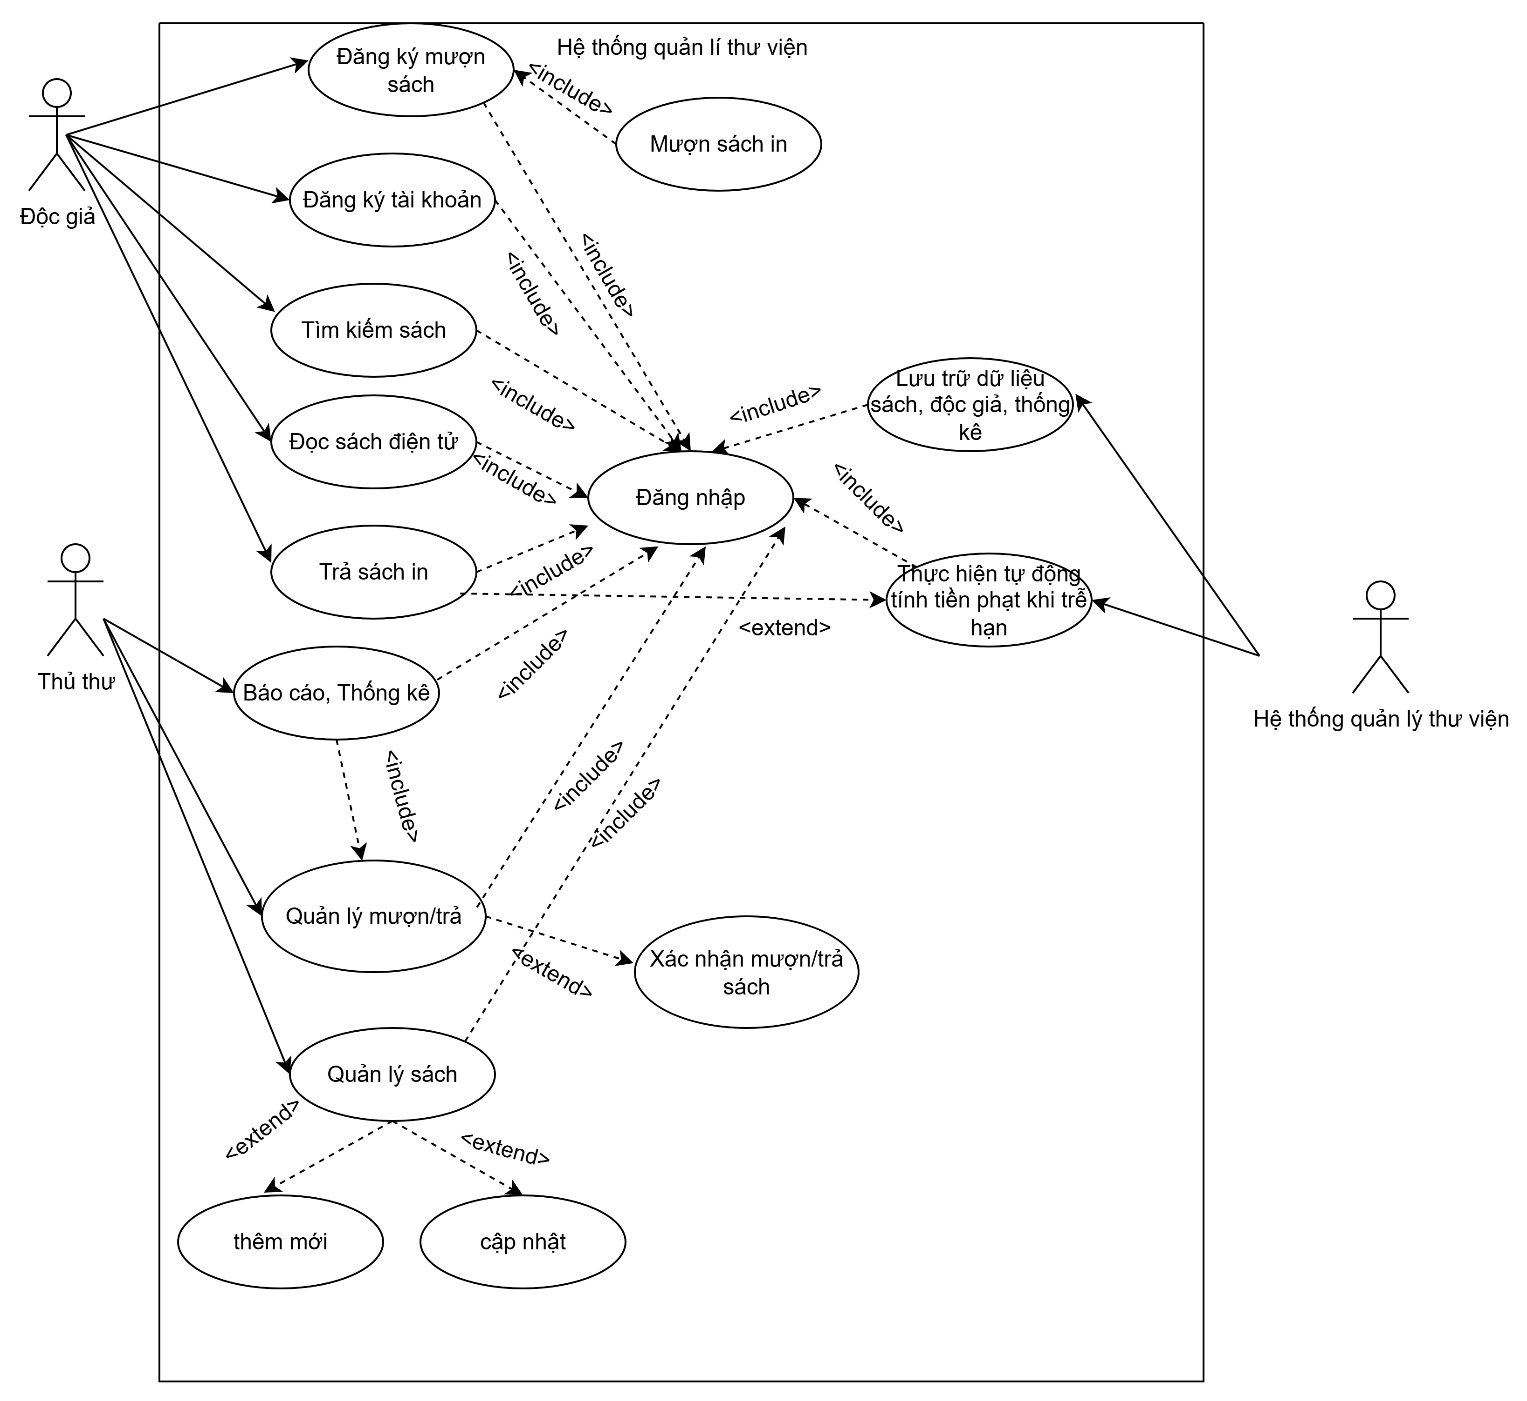 Hệ thống quản lí thư viện
Đăng ký mượn
sách
<include>
Mượn sách in
Đăng ký tài khoản
Độc giả
<include>
<include>
Tìm kiếm sách
<include>
<include>
Lưu trữ dữ liệu
sách, độc giả, thống
kê
Đọc sách điện tử
<include>
<include>
Đăng nhập
Trả sách in
<include>
Thực hiện tự động
tính tiền phạt khi trễ
hạn
<extend>
Thủ thư
Báo cáo, Thống kê
<include>
Hệ thống quản lý thư viện
<include>
<include>
<include>
Quản lý mượn/trả
<extend>
Xác nhận mượn/trả
sách
Quản lý sách
<extend>
<extend>
thêm mới
cập nhật